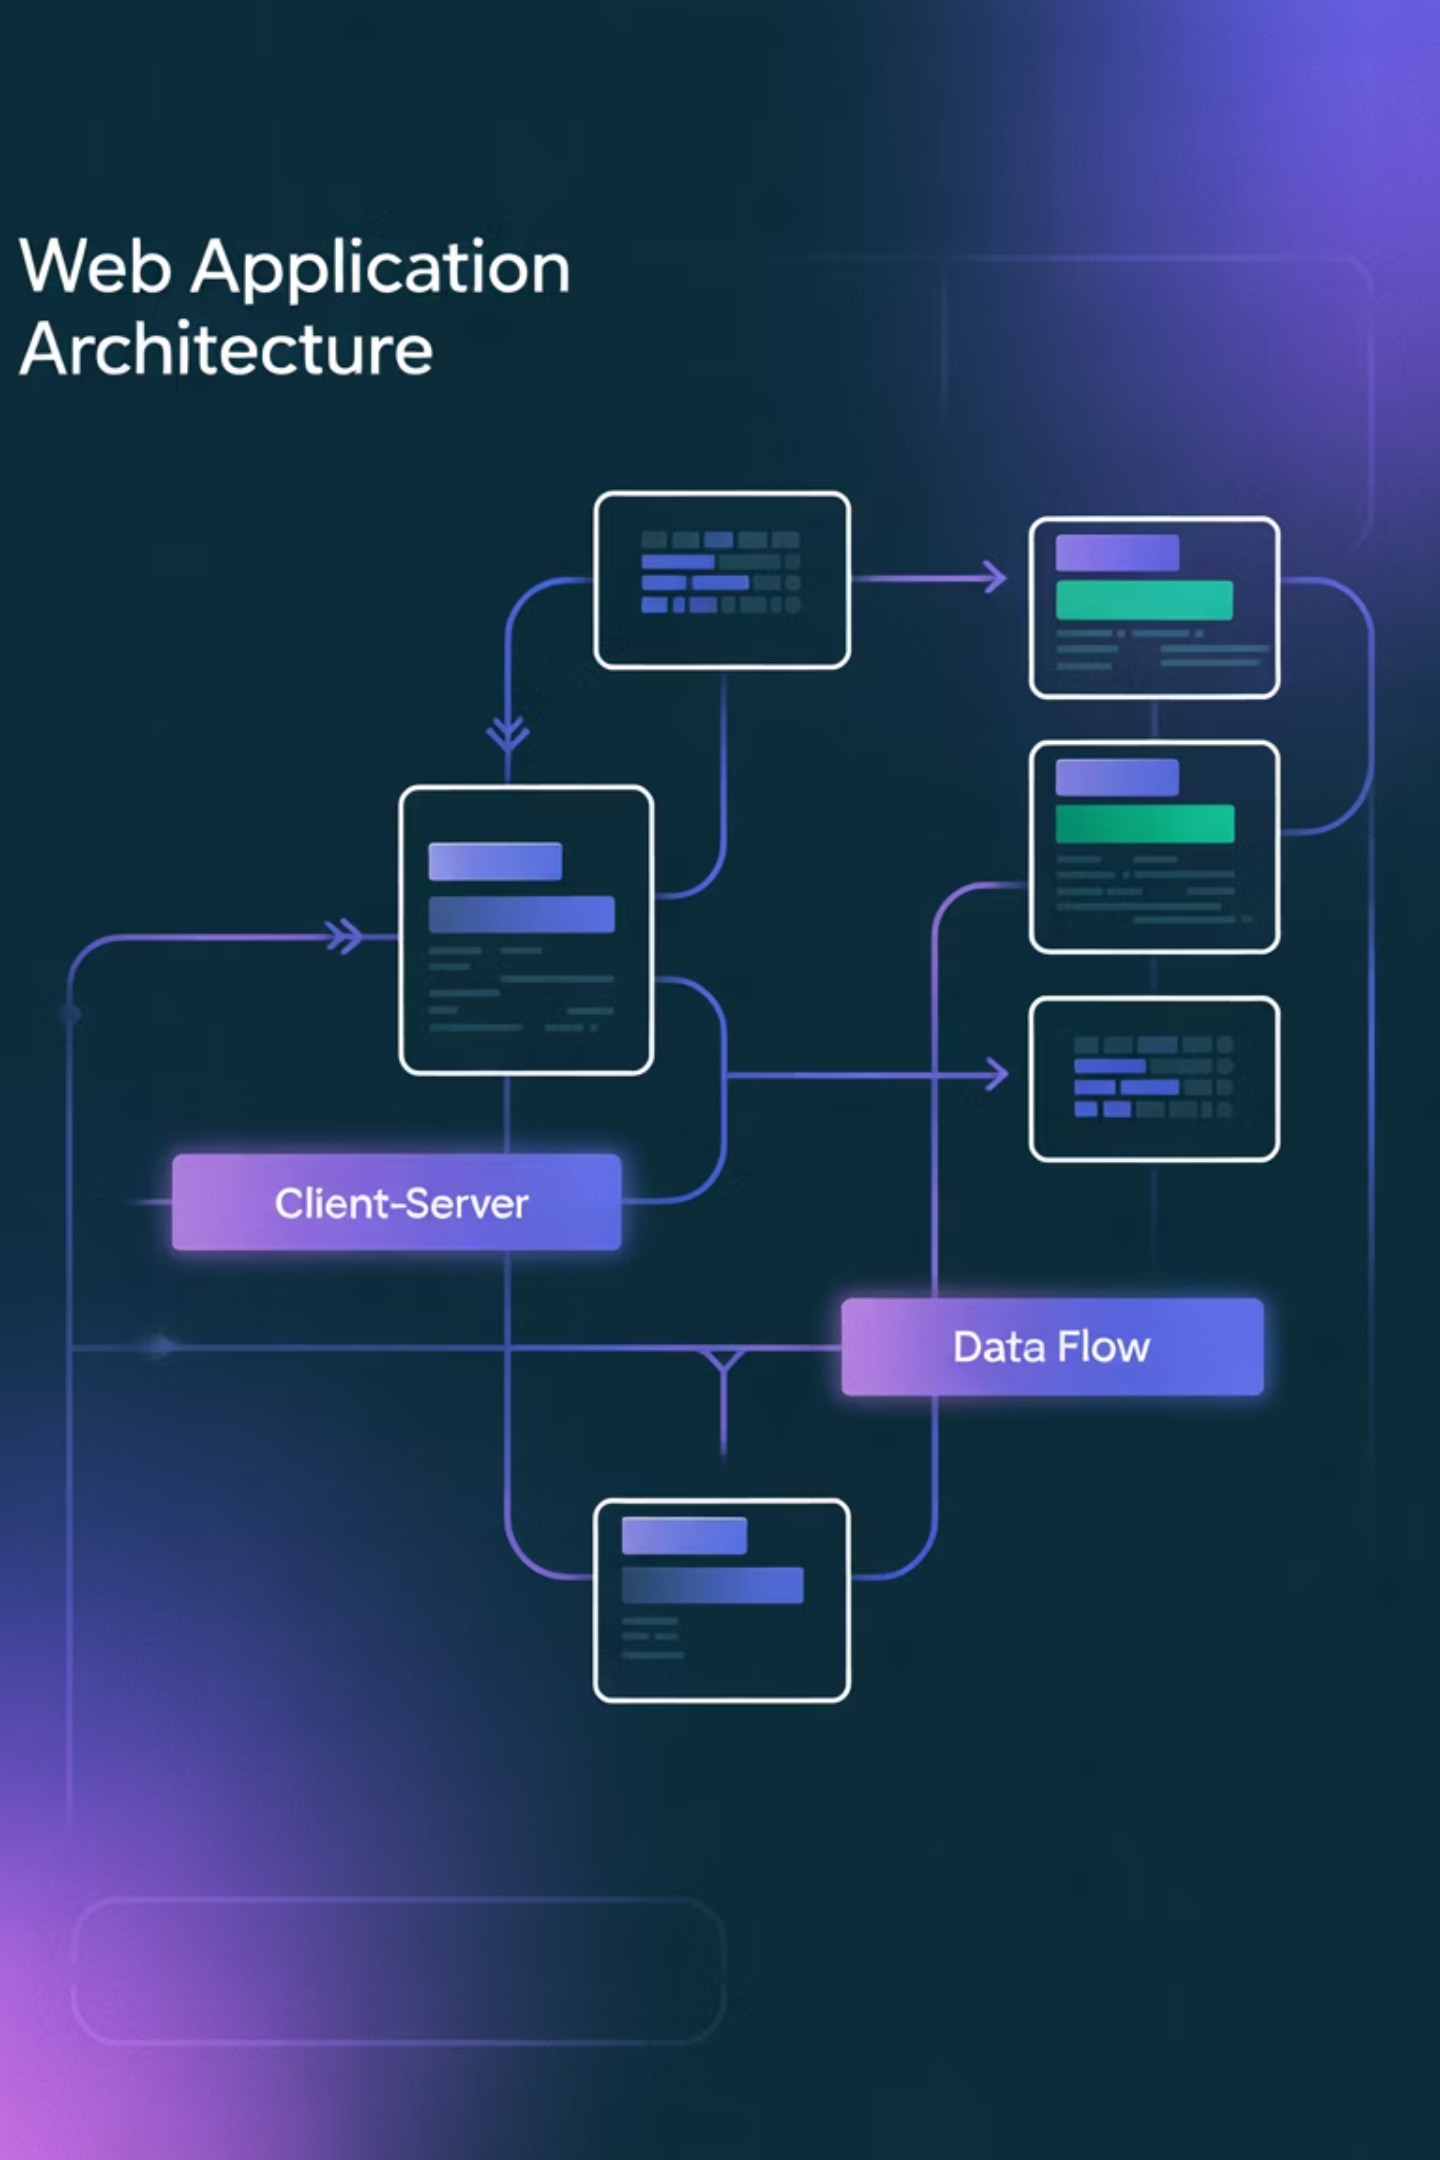 Web Application
Architecture
Client-Server
Data Flow